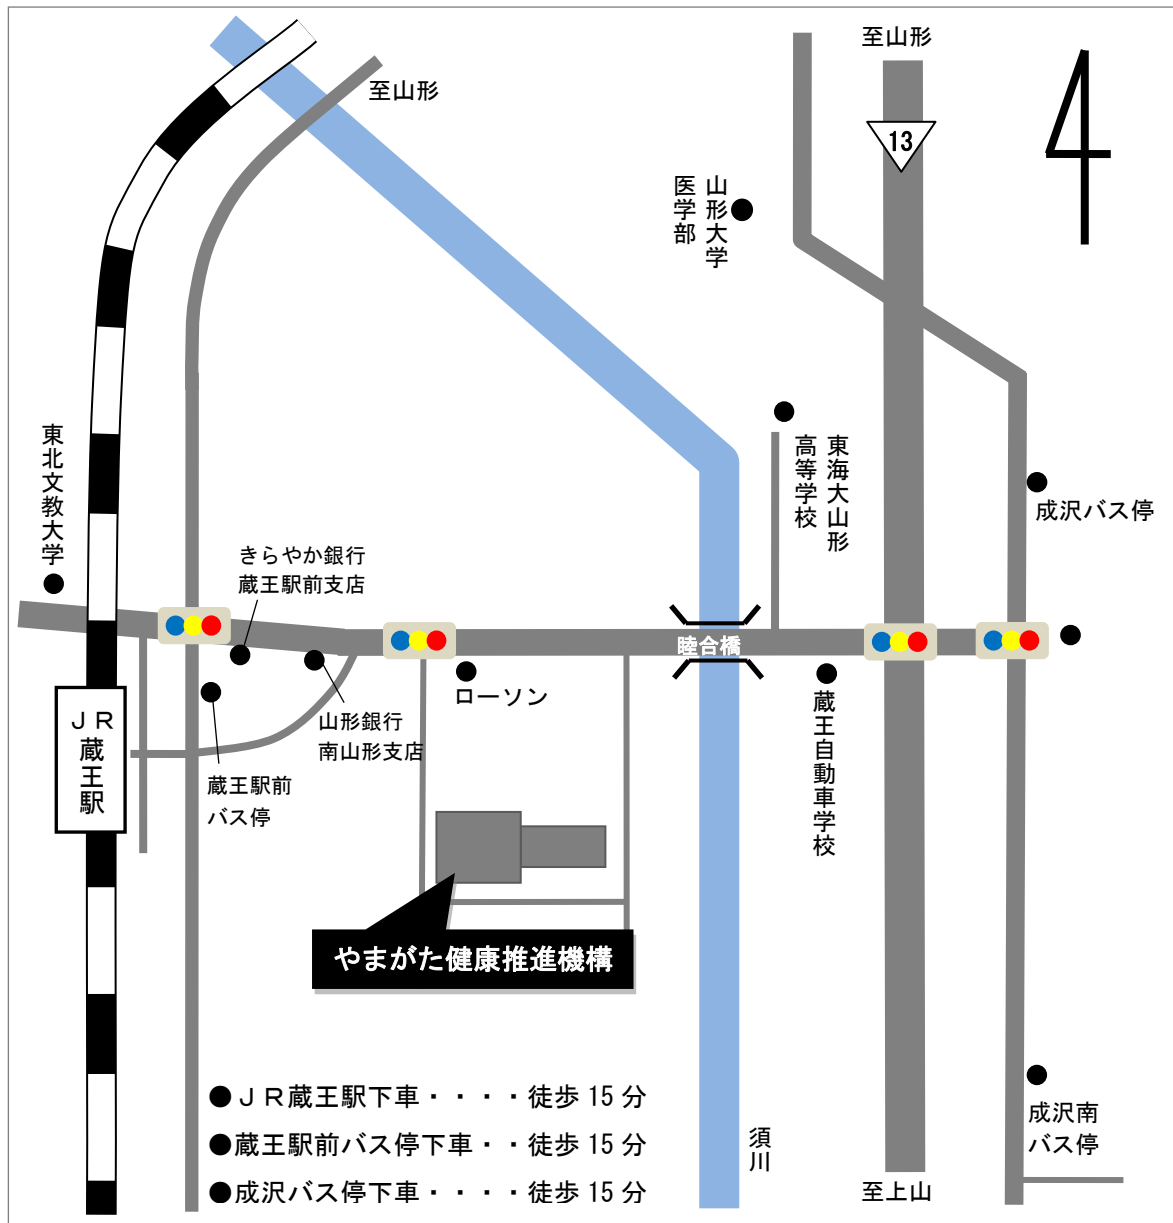 至山形
至山形
13
山形大学
医学部
東海大山形
高等学校
東北文教大学
成沢バス停
きらやか銀行
蔵王駅前支店
睦合橋
ローソン
山形銀行
南山形支店
蔵王自動車学校
ＪＲ
蔵王駅
蔵王駅前
バス停
やまがた健康推進機構
●ＪＲ蔵王駅下車・・・・徒歩 15 分
●蔵王駅前バス停下車・・徒歩 15 分
●成沢バス停下車・・・・徒歩 15 分
須川
成沢南
バス停
至上山